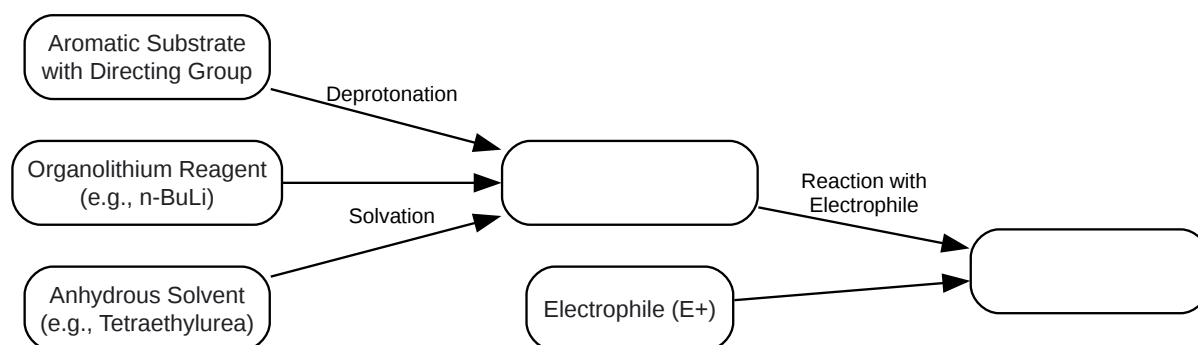 Aromatic Substrate
with Directing Group
Deprotonation
Organolithium Reagent
(e.g., n-BuLi)
Solvation
Anhydrous Solvent
(e.g., Tetraethylurea)
Reaction with
Electrophile
Electrophile (E+)